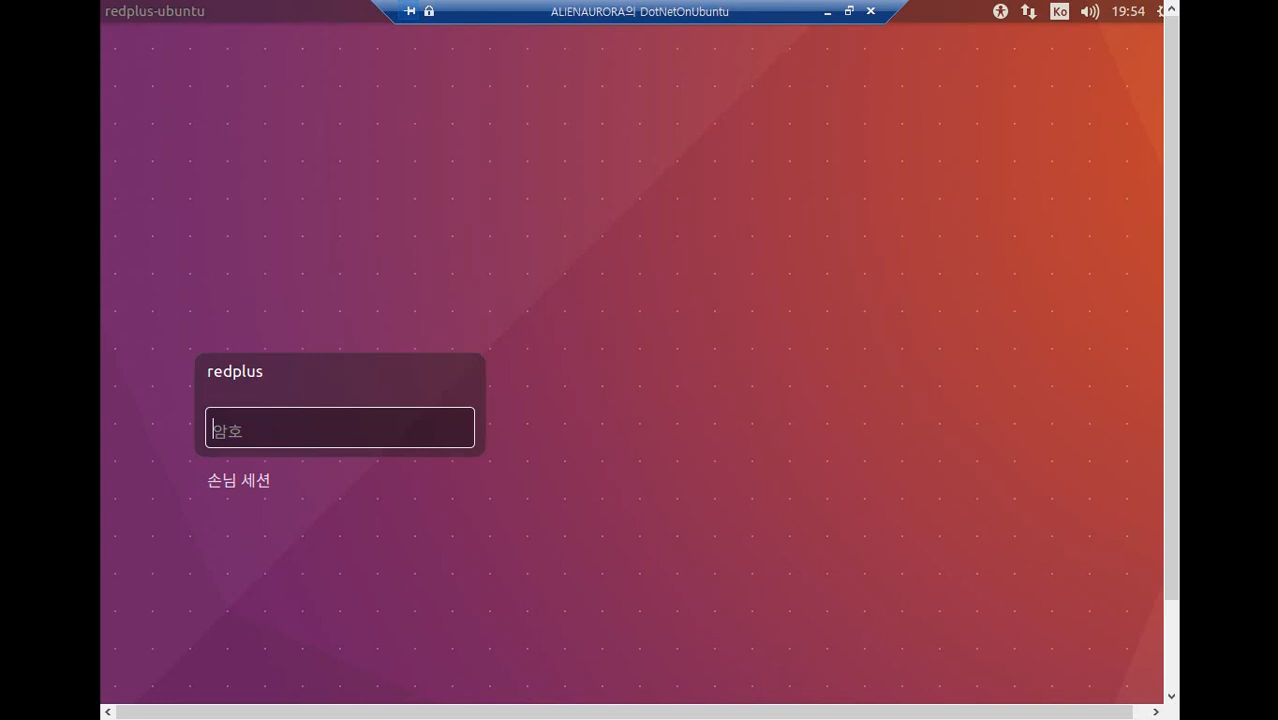 redplus-ubuntu
ALIENAURORA의 DotNetOnUbuntu
Ko
19:54
redplus
암호
손님 세션